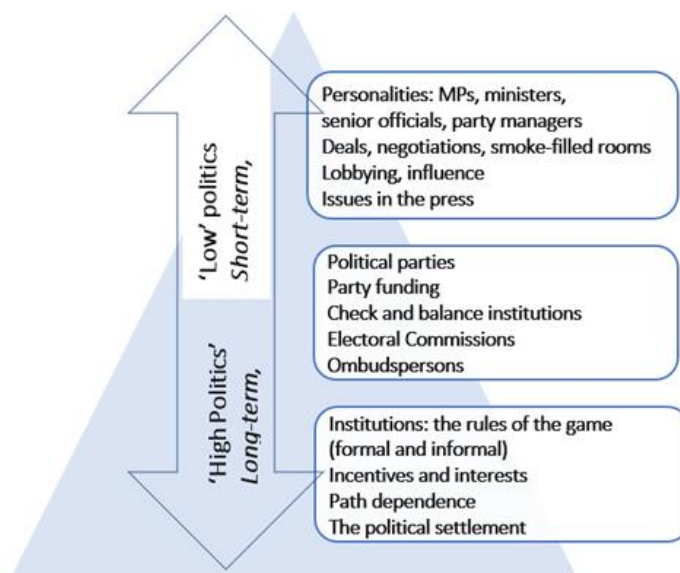 'Low' politics
Short-term,
'High Politics'
Long-term,
Personalities: MPs, ministers,
senior officials, party managers
Deals, negotiations, smoke-filled rooms
Lobbying, influence
Issues in the press
Political parties
Party funding
Check and balance institutions
Electoral Commissions
Ombudspersons
Institutions: the rules of the game
(formal and informal)
Incentives and interests
Path dependence
The political settlement